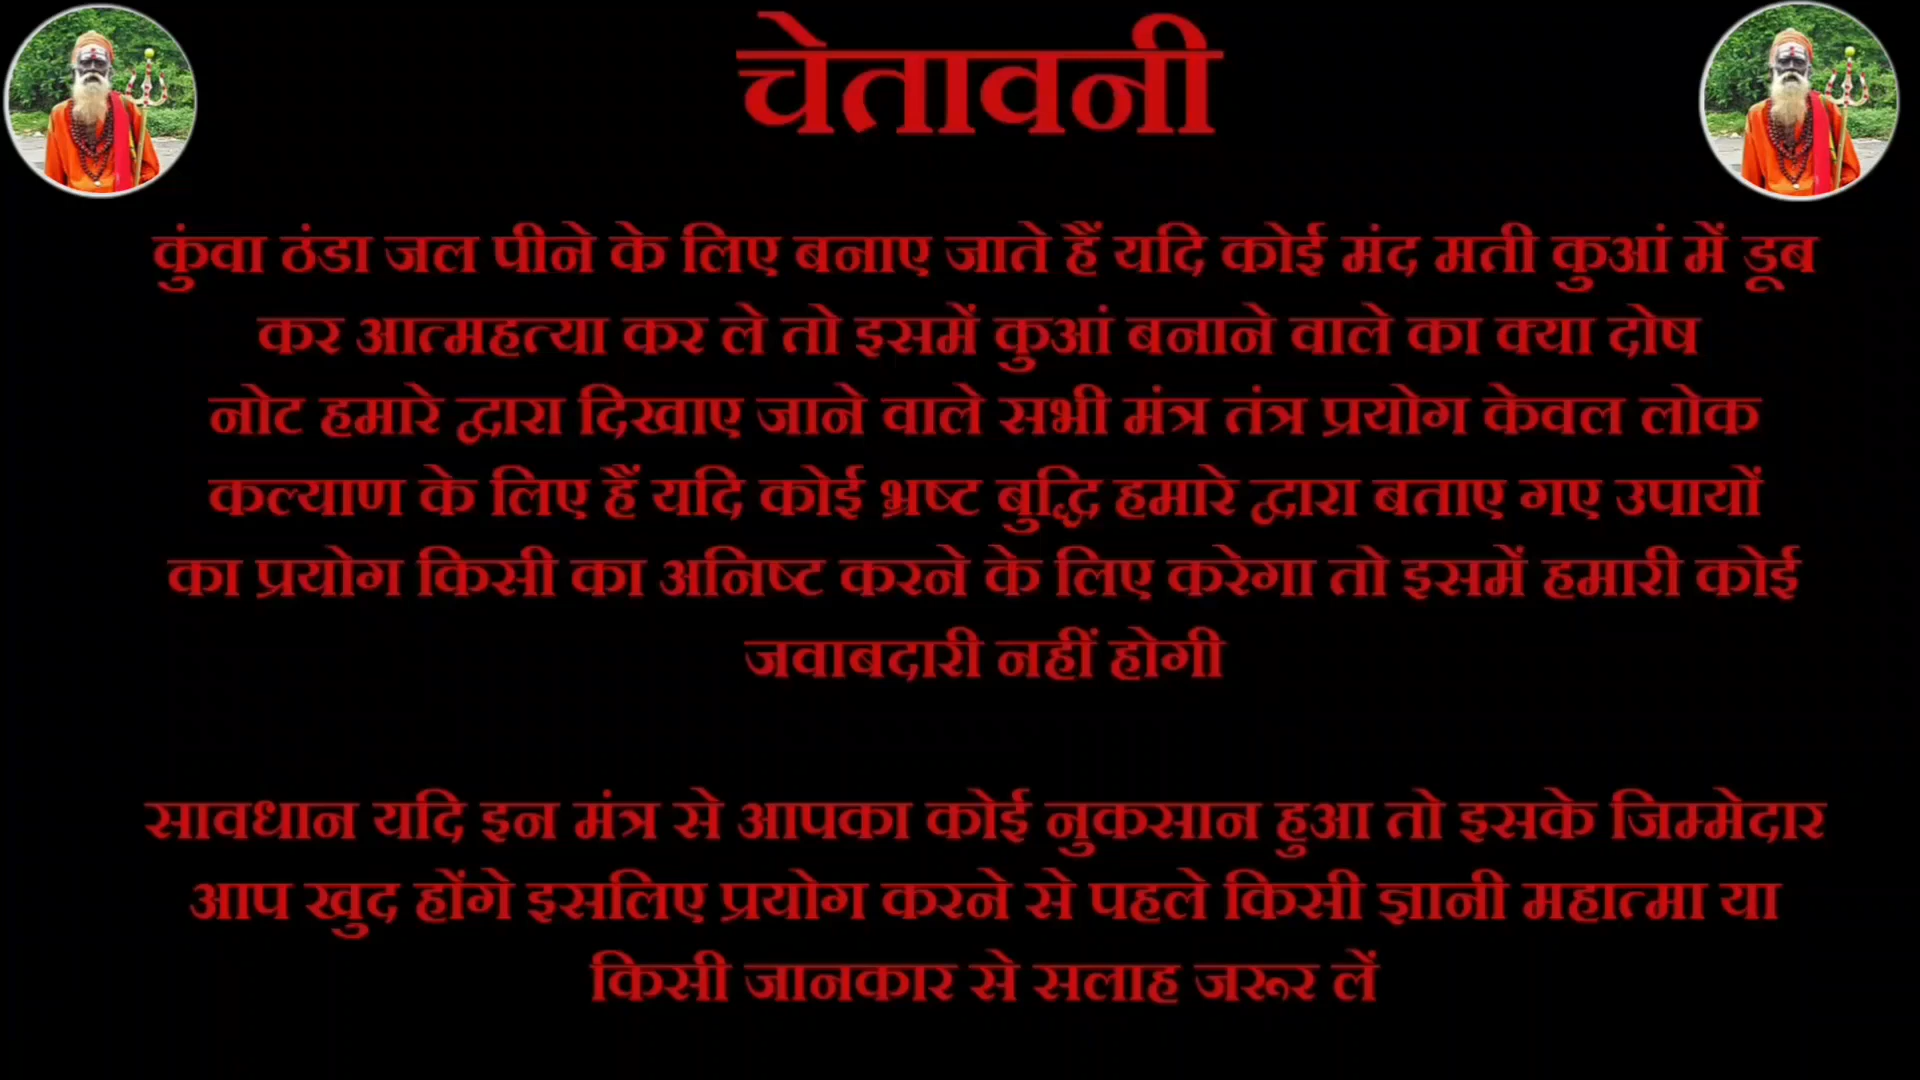 चेतावनी
कुंवा ठंडा जल पीने के लिए बनाए जाते हैं यदि कोई मंद मती कुआं में डूब
कर आत्महत्या कर ले तो इसमें कुआं बनाने वाले का क्या दोष
नोट हमारे द्वारा दिखाए जाने वाले सभी मंत्र तंत्र प्रयोग केवल लोक
कल्याण के लिए हैं यदि कोई भ्रष्ट बुद्धि हमारे द्वारा बताए गए उपायों
का प्रयोग किसी का अनिष्ट करने के लिए करेगा तो इसमें हमारी कोई
जवाबदारी नहीं होगी
सावधान यदि इन मंत्र से आपका कोई नुकसान हुआ तो इसके जिम्मेदार
आप खुद होंगे इसलिए प्रयोग करने से पहले किसी ज्ञानी महात्मा या
किसी जानकार से सलाह जरूर लें